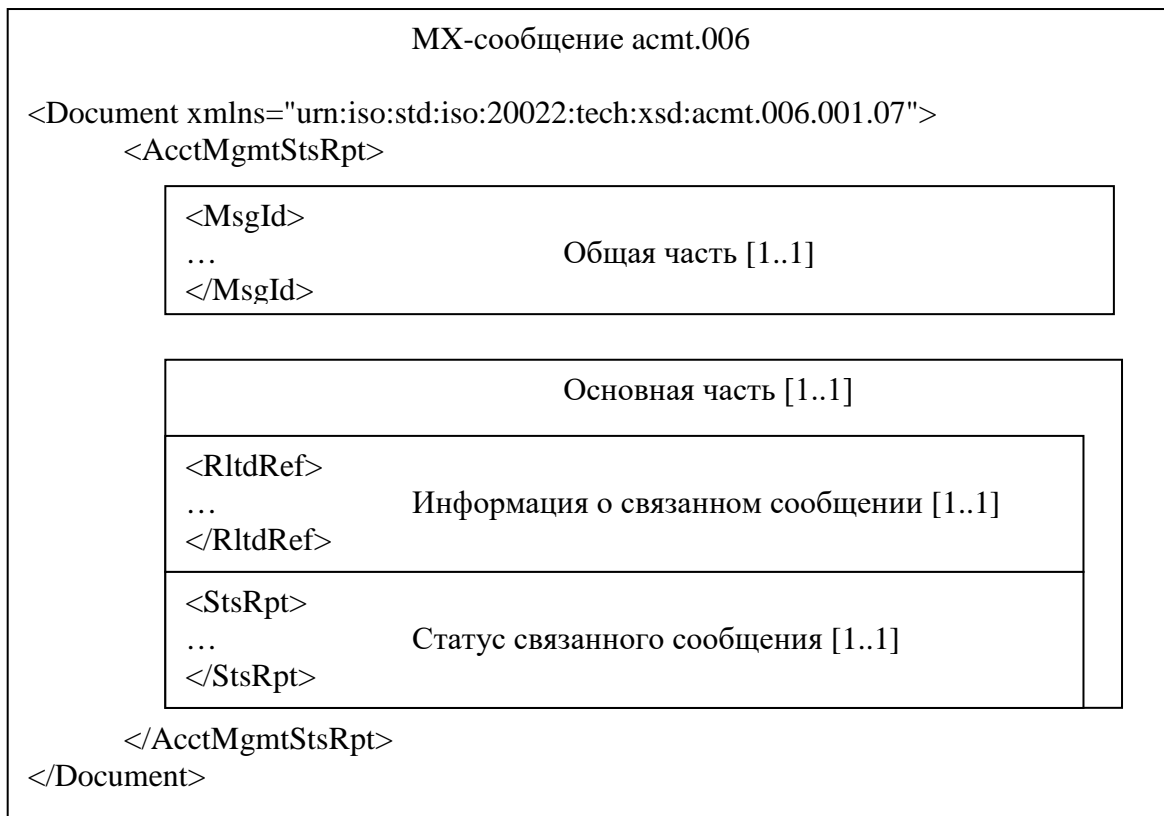 МХ-сообщение acmt.006
<Document xmlns="urn:iso:std:iso:20022:tech:xsd:acmt.006.001.07">
<AcctMgmtStsRpt>
<MsgId>
… Общая часть [1..1]
</MsgId>
Основная часть [1..1]
<RltdRef>
… Информация о связанном сообщении [1..1]
</RltdRef>
<StsRpt>
… Статус связанного сообщения [1..1]
</StsRpt>
</AcctMgmtStsRpt>
</Document>